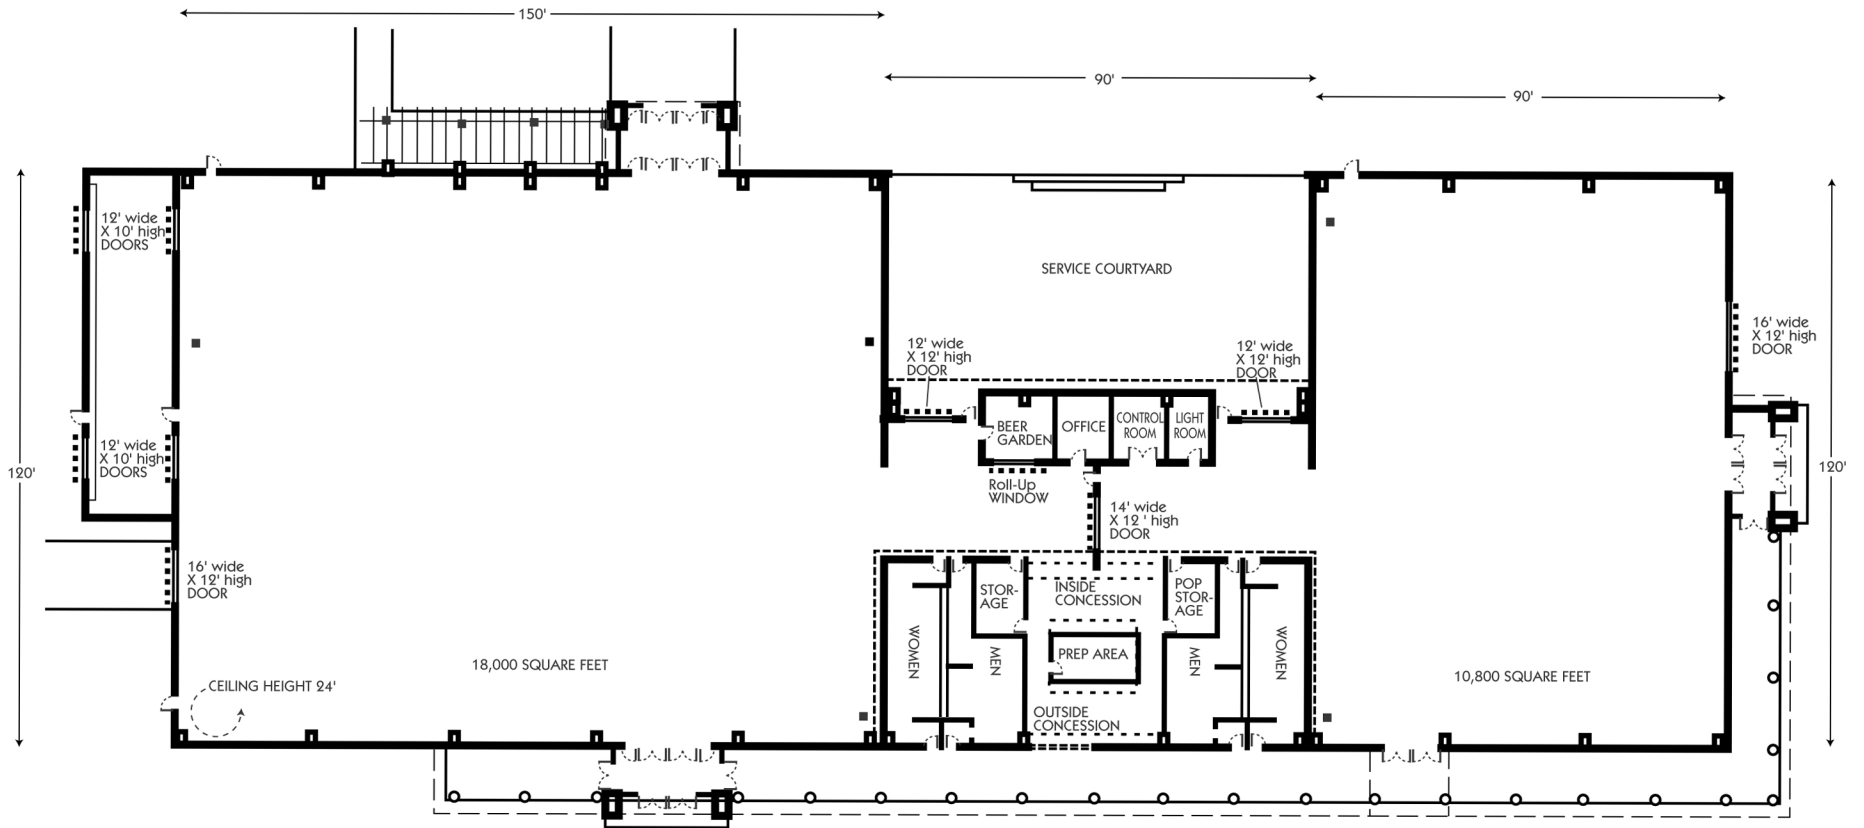 150'
90'
90'
12' wide
X 10' high
DOORS
SERVICE COURTYARD
16' wide
X 12' high
DOOR
12' wide
X 12' high
DOOR
12' wide
X 12' high
DOOR
BEER
GARDEN
OFFICE
CONTROL
ROOM
LIGHT
ROOM
12' wide
X 10' high
DOORS
120'
120'
Roll-Up
WINDOW
14' wide
X 12 ' high
DOOR
16' wide
X 12' high
DOOR
STOR-
AGE
INSIDE
CONCESSION
POP
STOR-
AGE
WOMEN
MEN
PREP AREA
MEN
WOMEN
18,000 SQUARE FEET
10,800 SQUARE FEET
CEILING HEIGHT 24'
OUTSIDE
CONCESSION